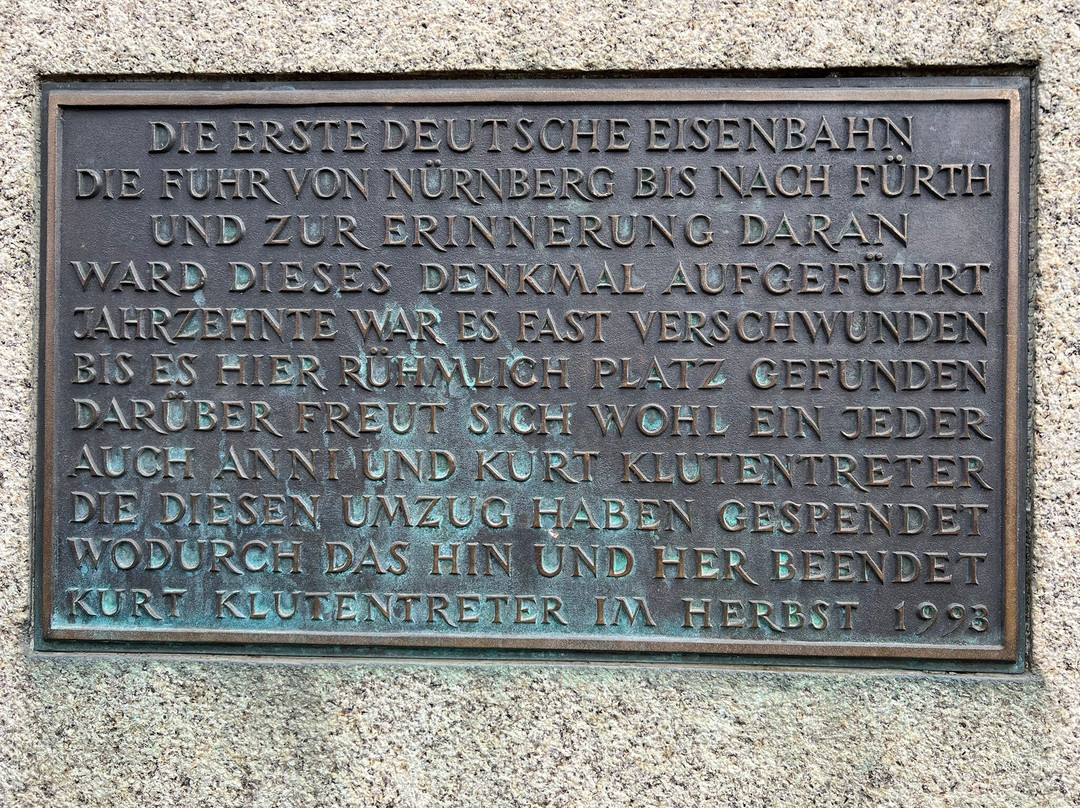 DIE ERSTE DEUTSCHE EISENBAHN
DIE FUHR VON NÜRNBERG BIS NACH FÜRTH
UND ZUR ERINNERUNG DARAN
WARD DIESES DENKMAL AUFGEFÜHRT
JAHRZEHNTE WAR ES FAST VERSCHWUNDEN
BIS ES HIER RÜHMLICH PLATZ GEFUNDEN
DARÜBER FREUT SICH WOHL EIN JEDER
AUCH ANNI UND KURT KLUTENTRETER
DIE DIESEN UMZUG HABEN GESPENDET
WODURCH DAS HIN UND HER BEENDET
KURT KLUTENTRETER IM HERBST 1993